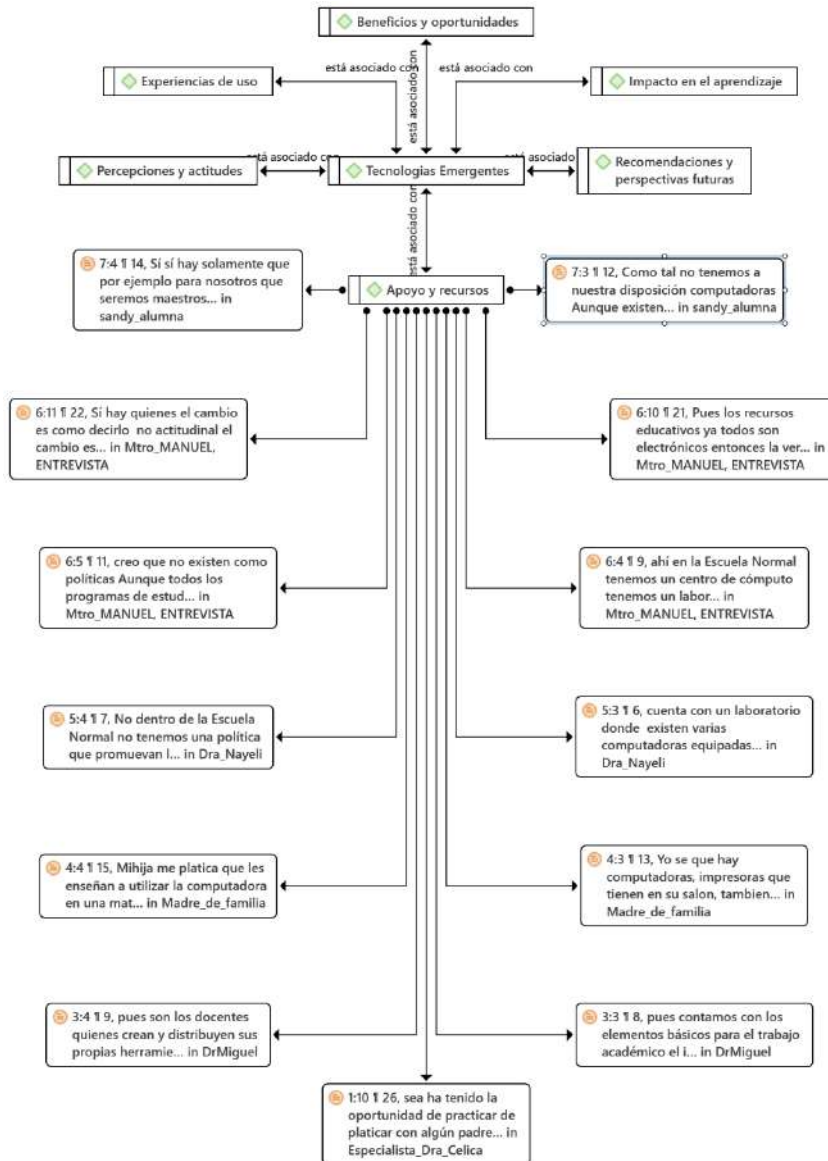 Beneficios y oportunidades
está asociado con
está asociado con
está asociado con
Experiencias de uso
Impacto en el aprendizaje
está asociado con
está asociado
Percepciones y actitudes
Tecnologias Emergentes
Recomendaciones y
perspectivas futuras
está asociado con
7:4 ¶ 14, Sí sí hay solamente que
por ejemplo para nosotros que
seremos maestros... in
sandy_alumna
Apoyo y recursos
7:3 ¶ 12, Como tal no tenemos a
nuestra disposición computadoras
Aunque existen... in sandy_alumna
6:11 ¶ 22, Sí hay quienes el cambio
es como decirlo no actitudinal el
cambio es... in Mtro_MANUEL,
ENTREVISTA
6:10 ¶ 21, Pues los recursos
educativos ya todos son
electrónicos entonces la ver... in
Mtro_MANUEL, ENTREVISTA
6:5 ¶ 11, creo que no existen como
políticas Aunque todos los
programas de estud... in
Mtro_MANUEL, ENTREVISTA
6:4 ¶ 9, ahí en la Escuela Normal
tenemos un centro de cómputo
tenemos un labor... in
Mtro_MANUEL, ENTREVISTA
5:4 ¶ 7, No dentro de la Escuela
Normal no tenemos una política
que promuevan l... in Dra_Nayeli
5:3 ¶ 6, cuenta con un laboratorio
donde existen varias
computadoras equipadas... in
Dra_Nayeli
4:4 ¶ 15, Mihija me platica que les
enseñan a utilizar la computadora
en una mat... in Madre_de_familia
4:3 ¶ 13, Yo se que hay
computadoras, impresoras que
tienen en su salon, tambien... in
Madre_de_familia
3:4 ¶ 9, pues son los docentes
quienes crean y distribuyen sus
propias herramie... in DrMiguel
3:3 ¶ 8, pues contamos con los
elementos básicos para el trabajo
académico el i... in DrMiguel
1:10 ¶ 26, sea ha tenido la
oportunidad de practicar de
platicar con algún padre... in
Especialista_Dra_Celica